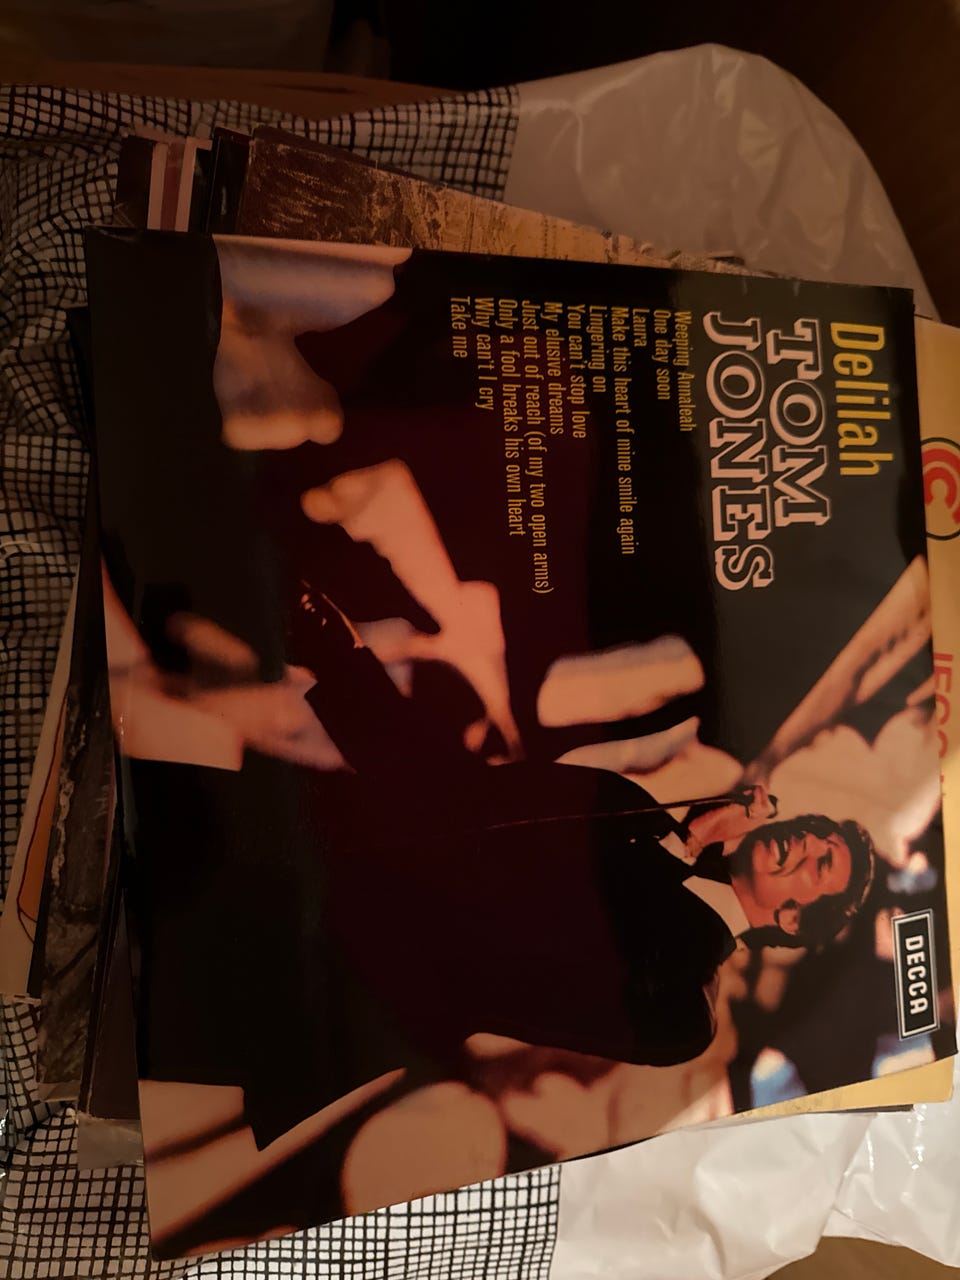 Delilah
TOM
JONES
Weeping Annaleah
One day soon
Laura
Make this heart of mine smile again
Lingering on
You can't stop love
My elusive dreams
Just out of reach (of my two open arms)
Only a fool breaks his own heart
Why can't I cry
Take me
DECCA